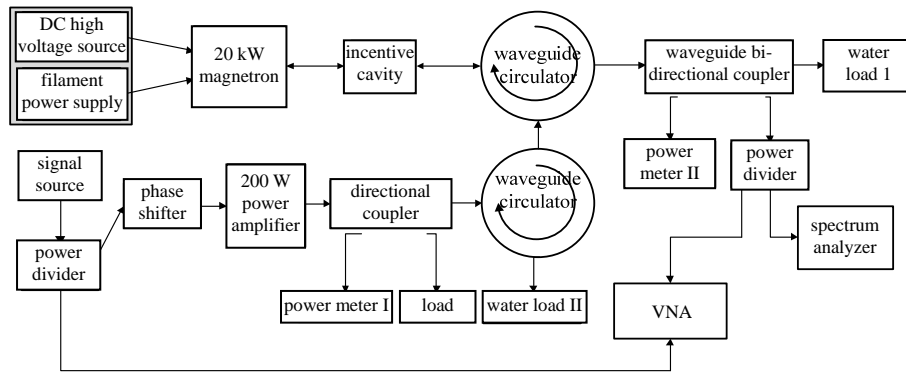 DC high
voltage source
filament
power supply
20 kW
magnetron
incentive
cavity
waveguide
circulator
waveguide bi-
directional coupler
water
load 1
power
meter II
power
divider
spectrum
analyzer
signal
source
phase
shifter
200 W
power
amplifier
directional
coupler
waveguide
circulator
power
divider
power meter I
load
water load II
VNA